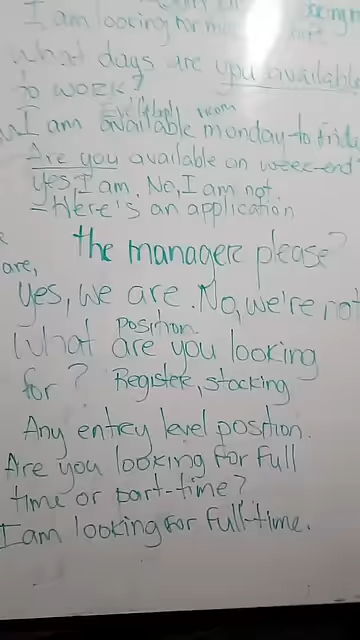 I am looking for
What days are you available
to work?
I am available monday to frida
Are you available on week-end?
Yes, I am. No, I am not.
- Here's an application
the manager please?
are,
Yes, we are. No, we're not
Position
What are you looking
for? Register, stocking
Any entry level position.
Are you looking for full
time or part-time?
I am looking for full-time.